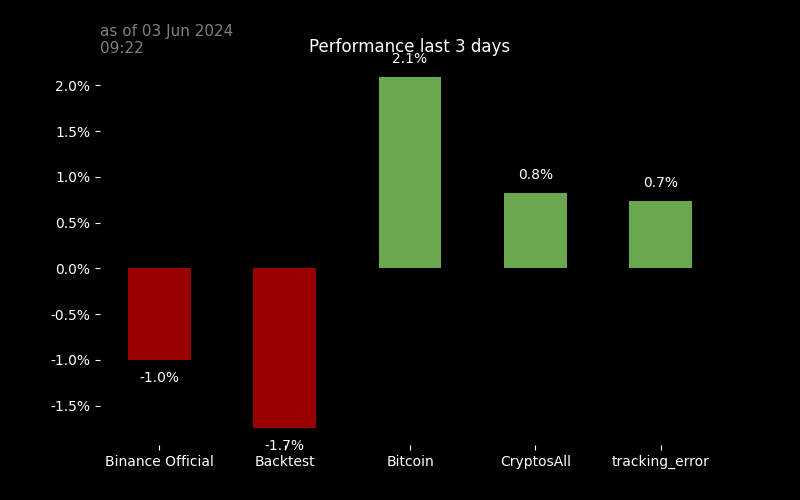 as of 03 Jun 2024
09:22
Performance last 3 days
2.1%
2.0%
1.5%
1.0%
0.8%
0.7%
0.5%
0.0%
-0.5%
-1.0%
-1.0%
-1.5%
-1.7%
Binance Official
Backtest
Bitcoin
CryptosAll
tracking_error